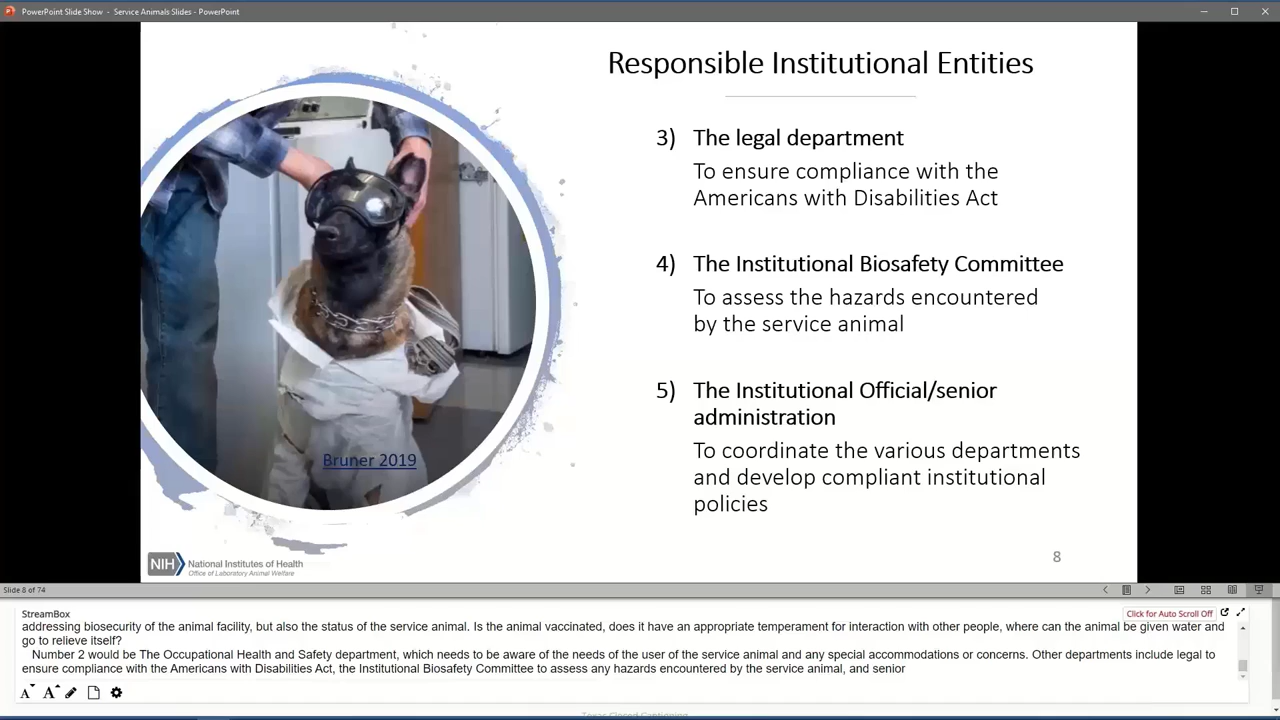 PowerPoint Slide Show - Service Animals Slides - PowerPoint
Responsible Institutional Entities
3) The legal department
To ensure compliance with the
Americans with Disabilities Act
4) The Institutional Biosafety Committee
To assess the hazards encountered
by the service animal
5) The Institutional Official/senior
administration
To coordinate the various departments
and develop compliant institutional
policies
Bruner 2019
NIH National Institutes of Health
Office of Laboratory Animal Welfare
8
Slide 8 of 74
StreamBox
Click for Auto Scroll Off
addressing biosecurity of the animal facility, but also the status of the service animal. Is the animal vaccinated, does it have an appropriate temperament for interaction with other people, where can the animal be given water and
go to relieve itself?
Number 2 would be The Occupational Health and Safety department, which needs to be aware of the needs of the user of the service animal and any special accommodations or concerns. Other departments include legal to
ensure compliance with the Americans with Disabilities Act, the Institutional Biosafety Committee to assess any hazards encountered by the service animal, and senior
A A
Texas Closed Captioning